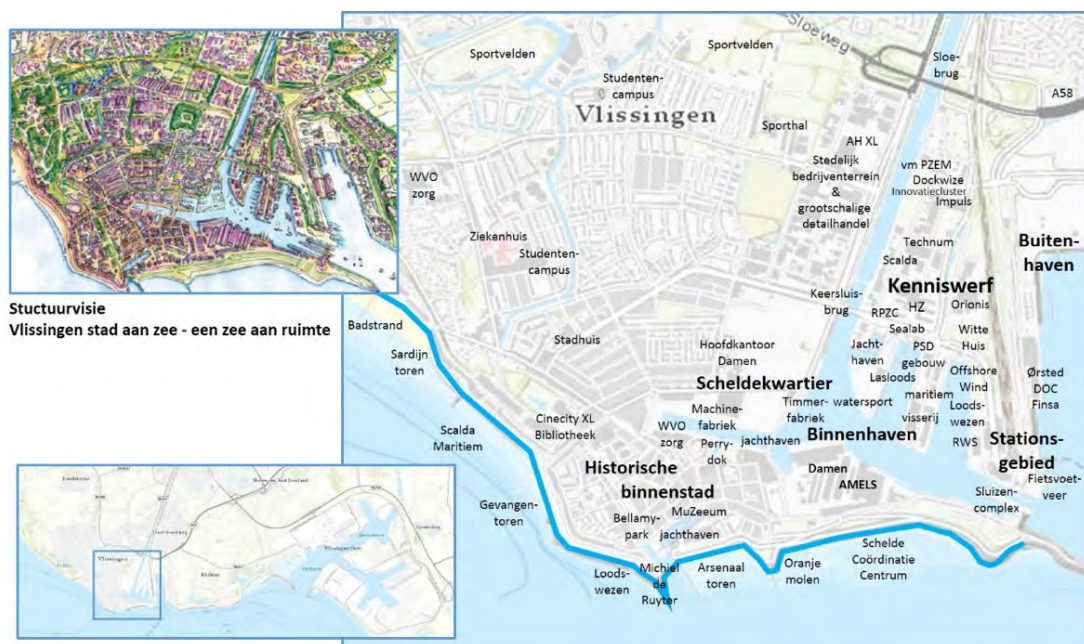 Stuctuurvisie
Vlissingen stad aan zee - een zee aan ruimte
Sloeweg
Sportvelden
Sportvelden
Sloe-
brug
A58
Studenten-
campus
Vlissingen
Sporthal
AH XL
Stedelijk
bedrijventerrein
&
grootschalige
detailhandel
vm PZEM
Dockwize
Innovatiecluster
Impuls
WVO
zorg
Ziekenhuis
Studenten-
campus
Technum
Scalda
Buiten-
haven
Kenniswerf
Keersluis-
brug
RPZC
HZ
Orionis
Sealab
PSD
gebouw
Witte
Huis
Badstrand
Sardijn
toren
Stadhuis
Hoofdkantoor
Damen
Jacht-
haven
Lasloods
Offshore
Wind
Ørsted
DOC
Finsa
Scheldekwartier
Timmer-
fabriek
watersport
maritiem
visserij
Loods-
wezen
RWS
Scalda
Maritiem
Cinecity XL
Bibliotheek
WVO
zorg
Machine-
fabriek
Perry-
dok
jachthaven
Binnenhaven
Stations-
gebied
Fietsvoet-
veer
Historische
binnenstad
Damen
AMELS
Sluizen-
complex
Gevangen-
toren
Bellamy-
park
MuZeeum
jachthaven
Loods-
wezen
Michiel
de
Ruyter
Arsenaal
toren
Oranje
molen
Schelde
Coördinatie
Centrum
Vlissingen